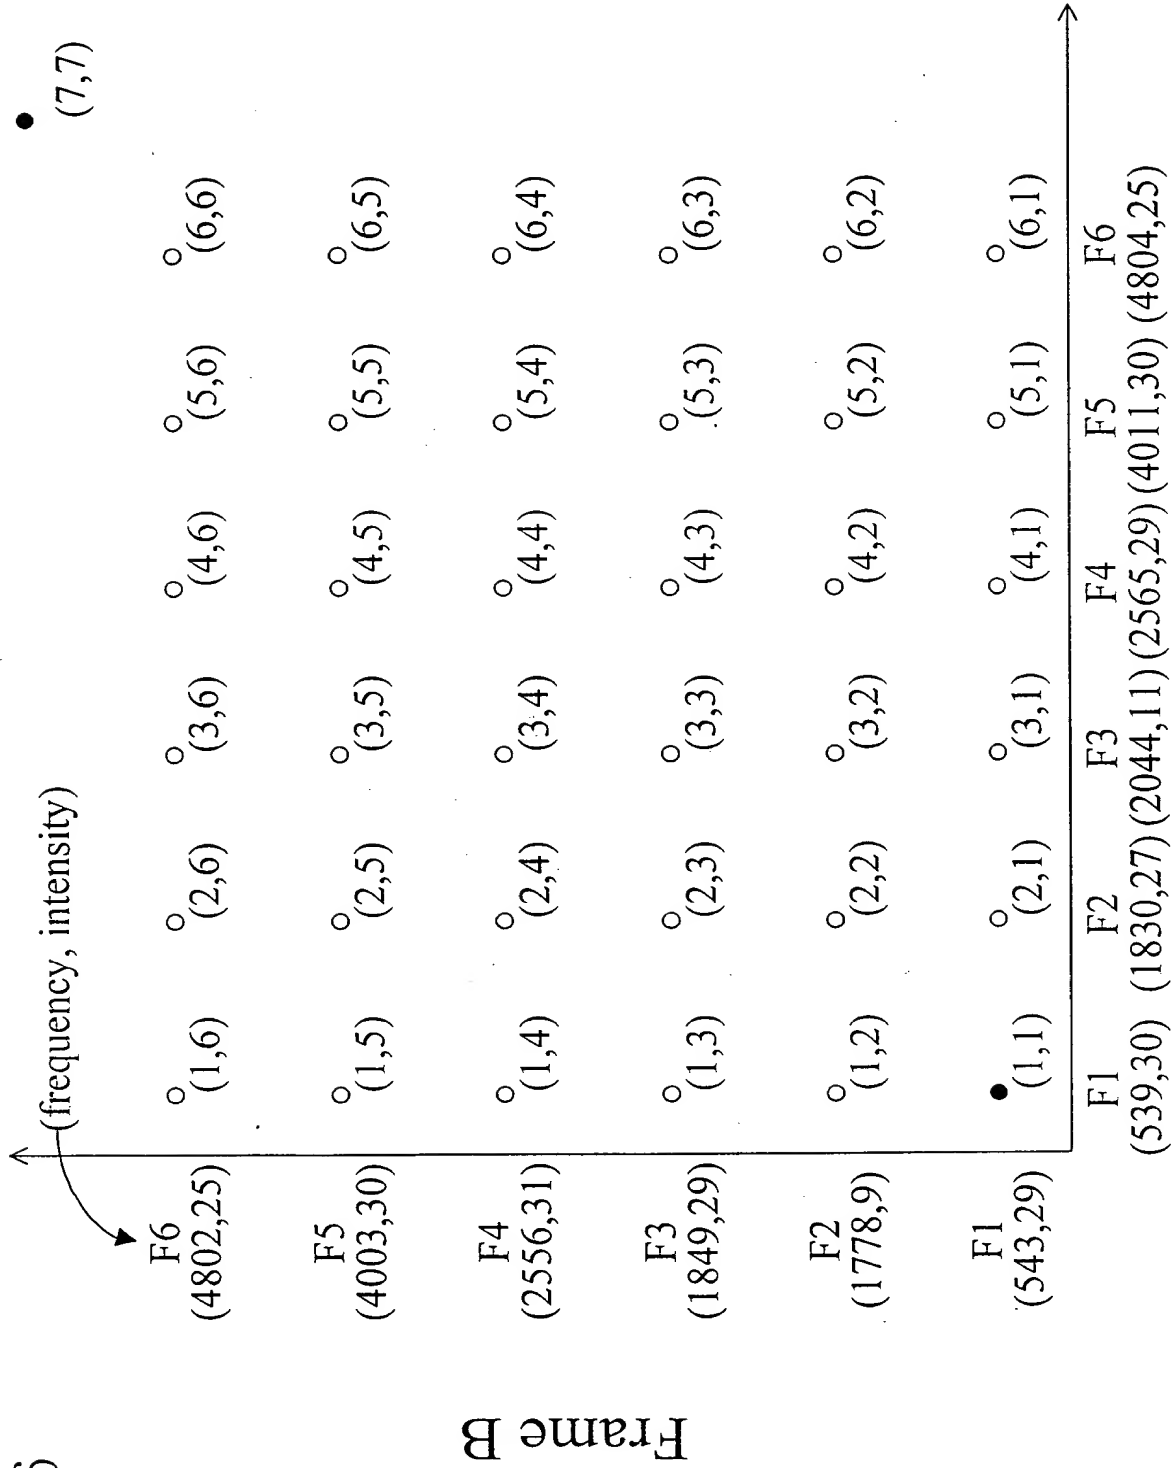 (frequency, intensity)
(7,7)
F6
(4802,25)
(1,6) (2,6) (3,6) (4,6) (5,6) (6,6)
F5
(4003,30)
(1,5) (2,5) (3,5) (4,5) (5,5) (6,5)
F4
(2556,31)
(1,4) (2,4) (3,4) (4,4) (5,4) (6,4)
F3
(1849,29)
(1,3) (2,3) (3,3) (4,3) (5,3) (6,3)
F2
(1778,9)
(1,2) (2,2) (3,2) (4,2) (5,2) (6,2)
F1
(543,29)
(1,1) (2,1) (3,1) (4,1) (5,1) (6,1)
F1 F2 F3 F4 F5 F6
(539,30) (1830,27) (2044,11) (2565,29) (4011,30) (4804,25)
Frame B